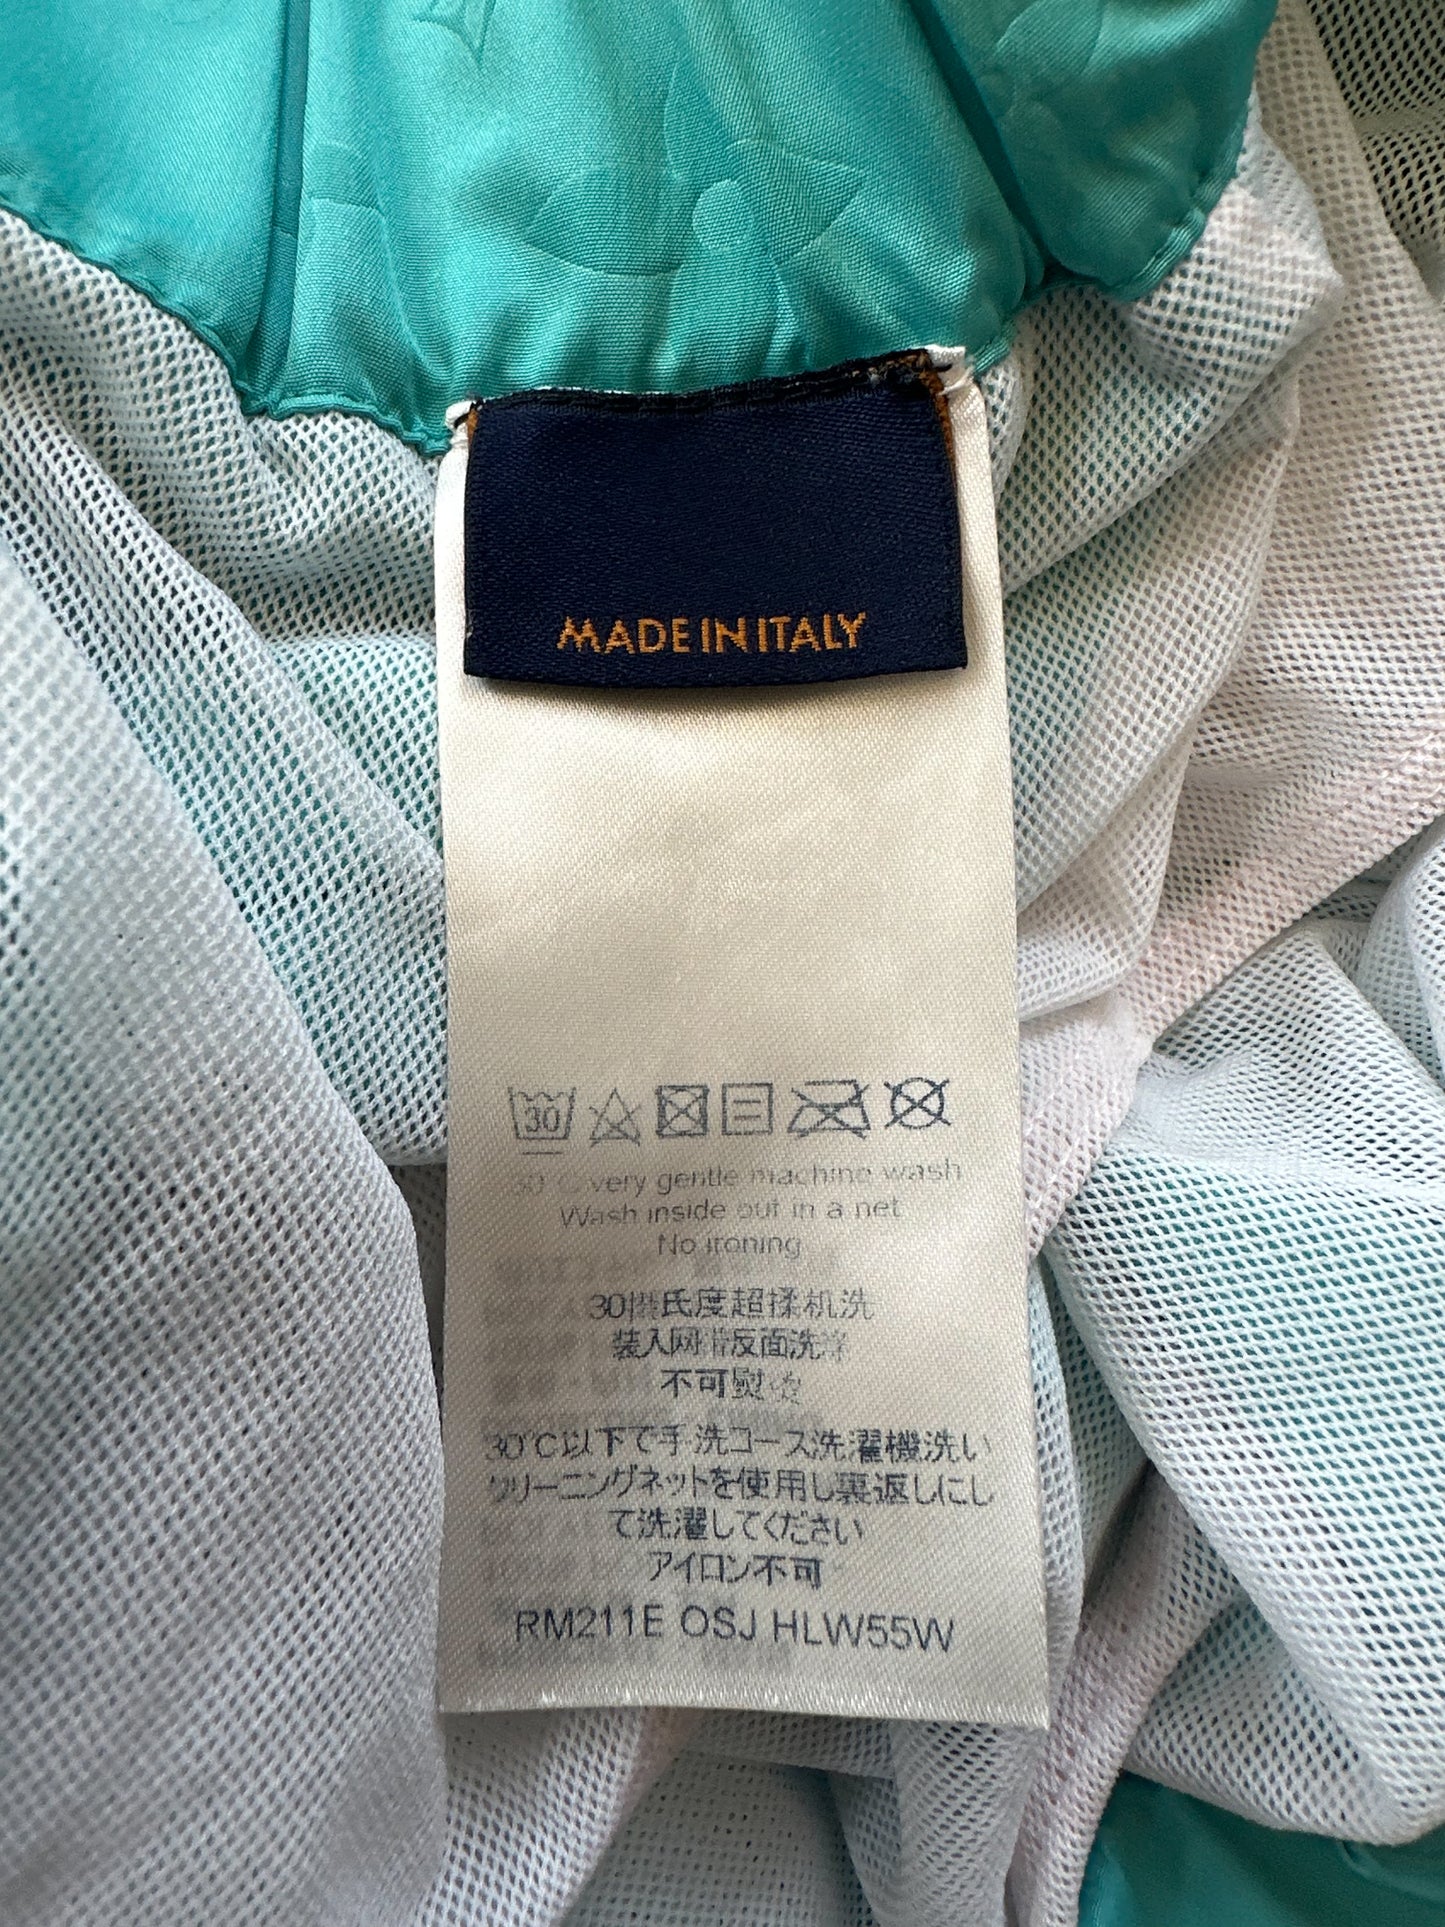 MADE IN ITALY
30
30°C very gentle machine wash
Wash inside out in a net
No ironing
30摄氏度超揉机洗
装入网带反面洗涤
不可熨烫
30℃以下で手洗コース洗濯機洗い
クリーニングネットを使用し裏返しにし
て洗濯してください
アイロン不可
RM211E OSJ HLW55W